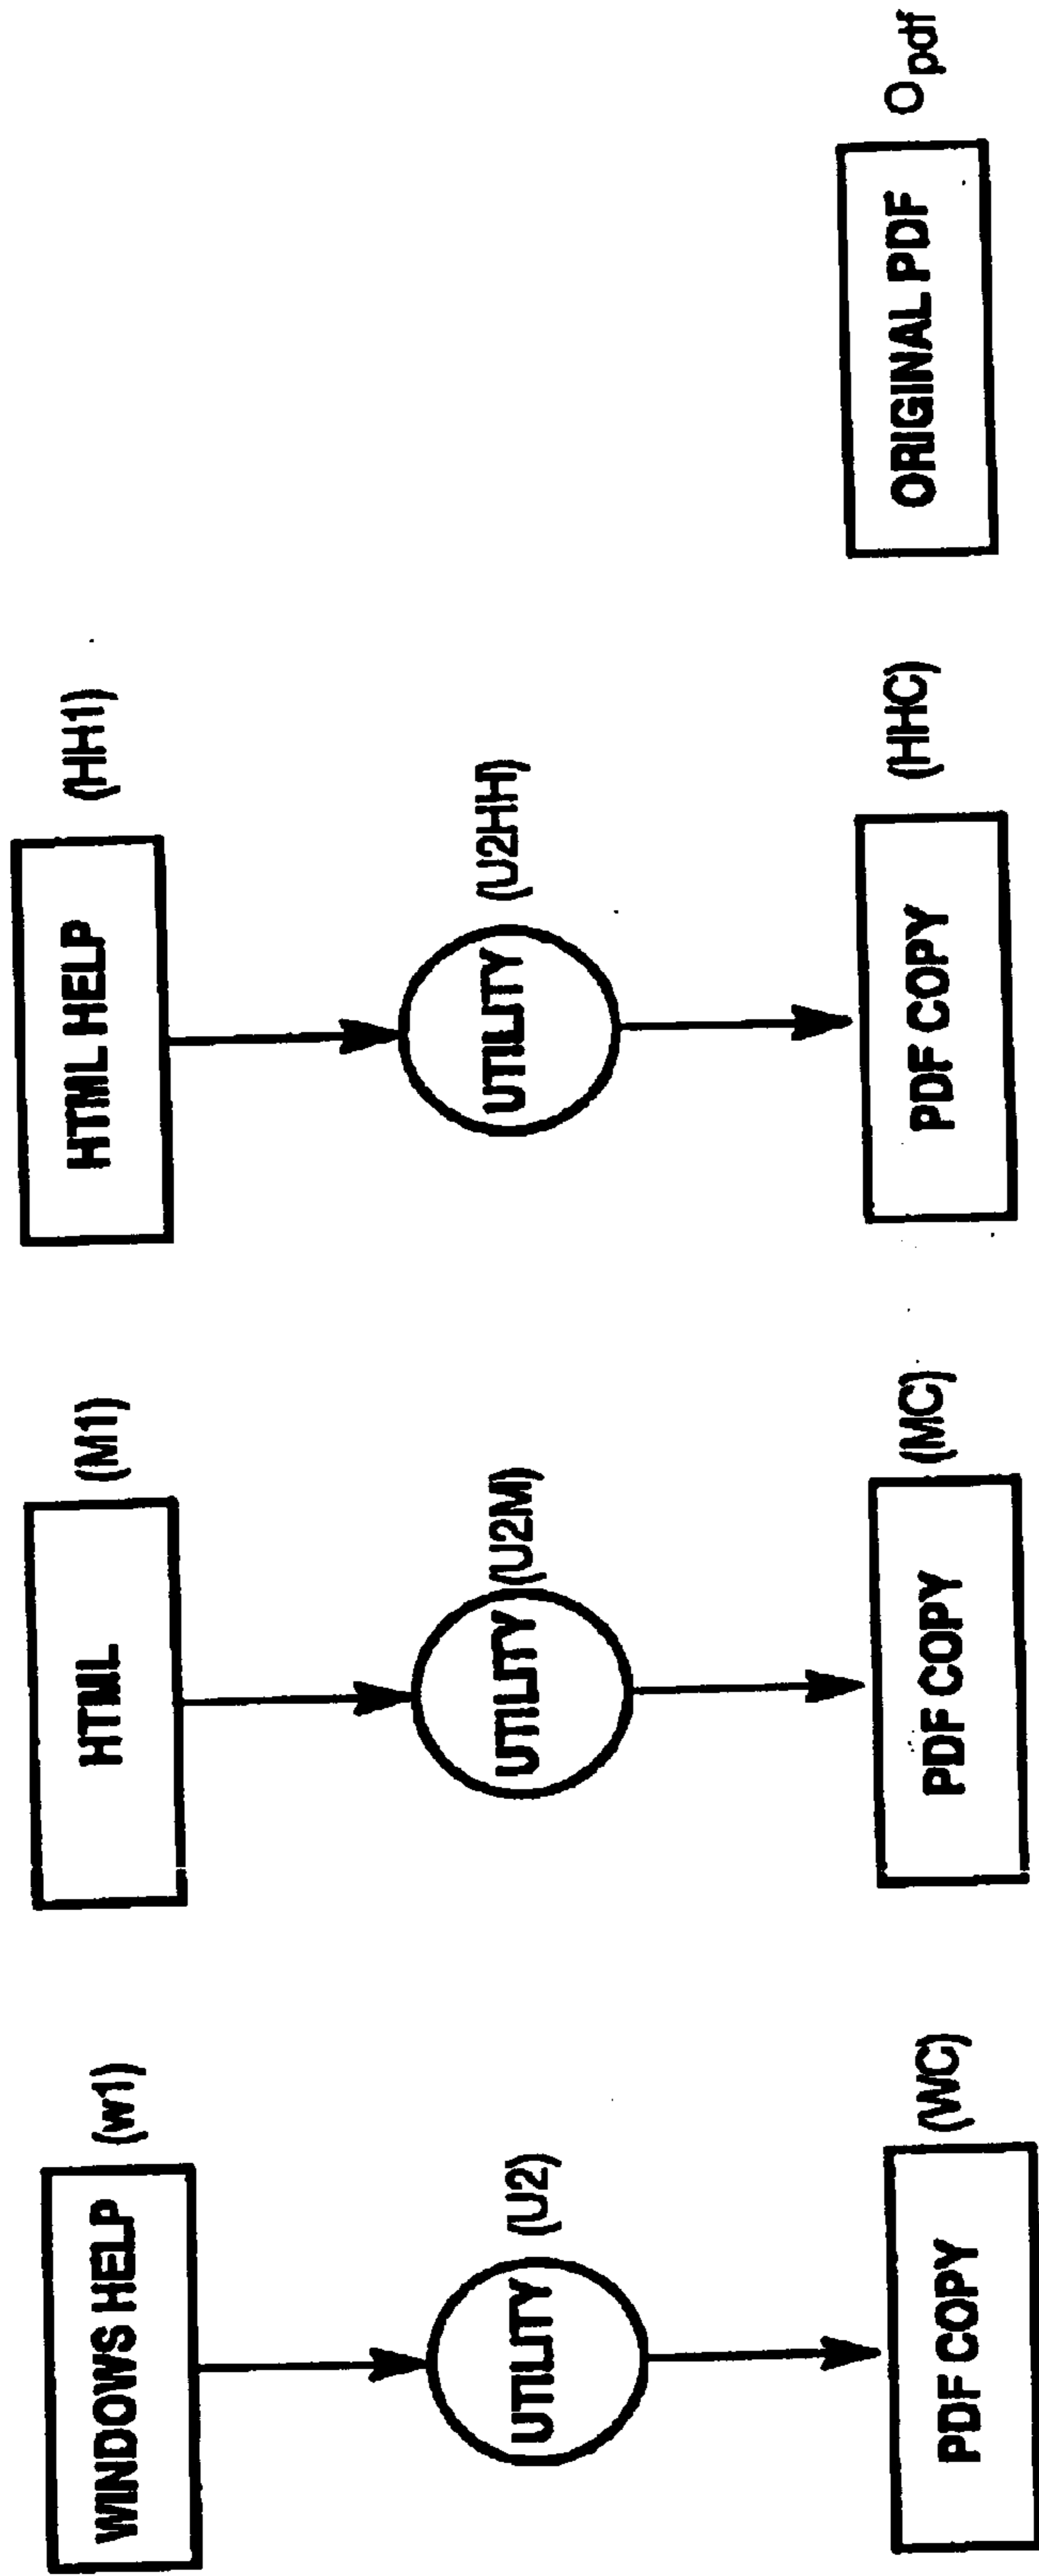 WINDOWS HELP (w1)
HTML (M1)
HTML HELP (HH1)
UTILITY (U2)
UTILITY (U2M)
UTILITY (U2HH)
PDF COPY (WC)
PDF COPY (MC)
PDF COPY (HHC)
ORIGINAL PDF Opdf